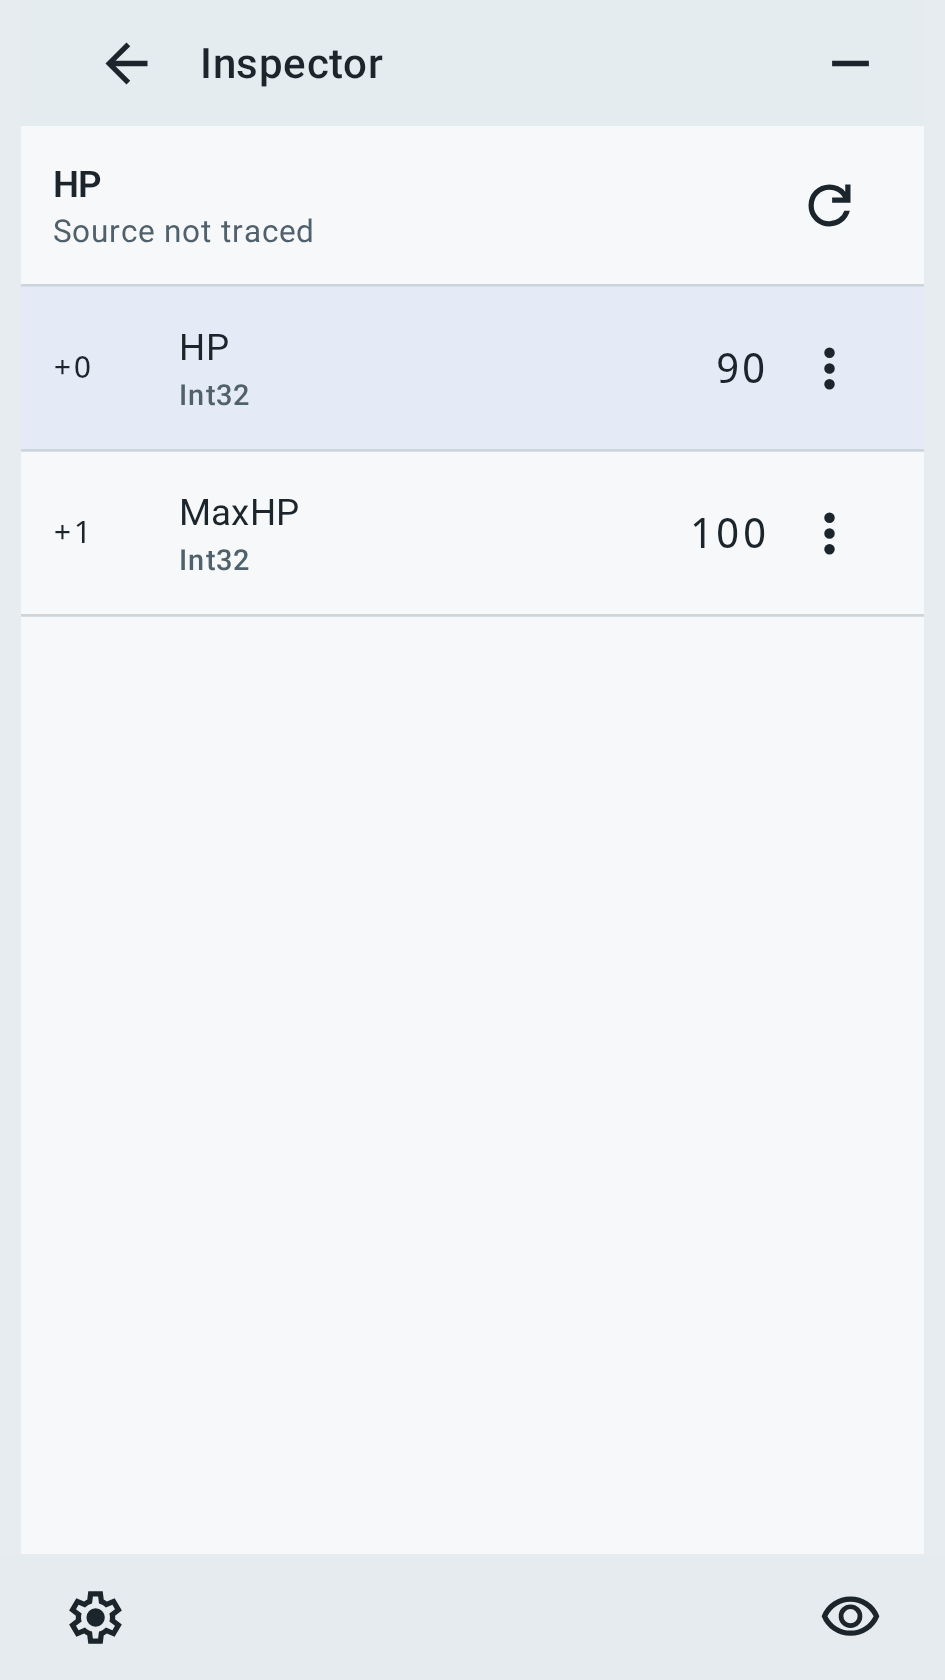 Inspector
HP
Source not traced
+0
HP
Int32
90
+1
MaxHP
Int32
100